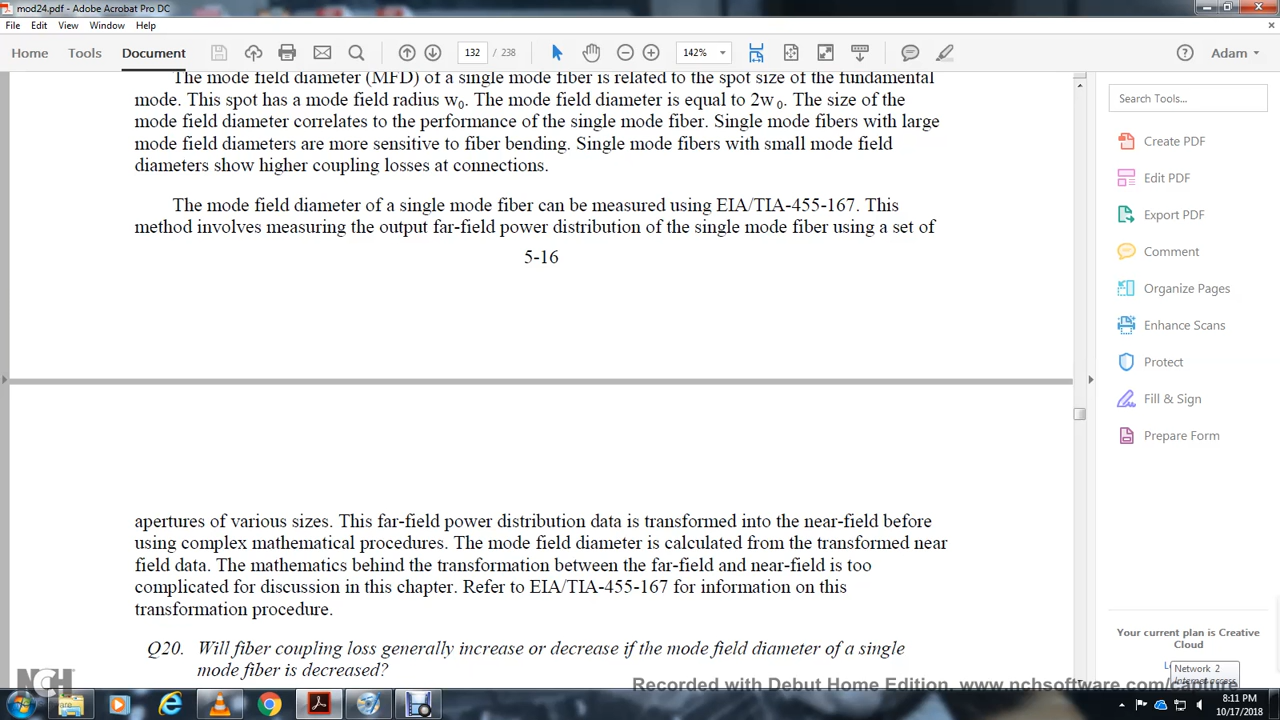 mod24.pdf - Adobe Acrobat Pro DC
File Edit View Window Help
Home Tools Document 132 / 238 142% Adam
The mode field diameter (MFD) of a single mode fiber is related to the spot size of the fundamental
mode. This spot has a mode field radius w0. The mode field diameter is equal to 2w 0. The size of the
mode field diameter correlates to the performance of the single mode fiber. Single mode fibers with large
mode field diameters are more sensitive to fiber bending. Single mode fibers with small mode field
diameters show higher coupling losses at connections.
The mode field diameter of a single mode fiber can be measured using EIA/TIA-455-167. This
method involves measuring the output far-field power distribution of the single mode fiber using a set of
5-16
apertures of various sizes. This far-field power distribution data is transformed into the near-field before
using complex mathematical procedures. The mode field diameter is calculated from the transformed near
field data. The mathematics behind the transformation between the far-field and near-field is too
complicated for discussion in this chapter. Refer to EIA/TIA-455-167 for information on this
transformation procedure.
Q20. Will fiber coupling loss generally increase or decrease if the mode field diameter of a single
mode fiber is decreased?
Search Tools...
Create PDF
Edit PDF
Export PDF
Comment
Organize Pages
Enhance Scans
Protect
Fill & Sign
Prepare Form
Your current plan is Creative
Cloud
Network 2
Internet access
NCH
Recorded with Debut Home Edition. www.nchsoftware.com/capture
8:11 PM
10/17/2018